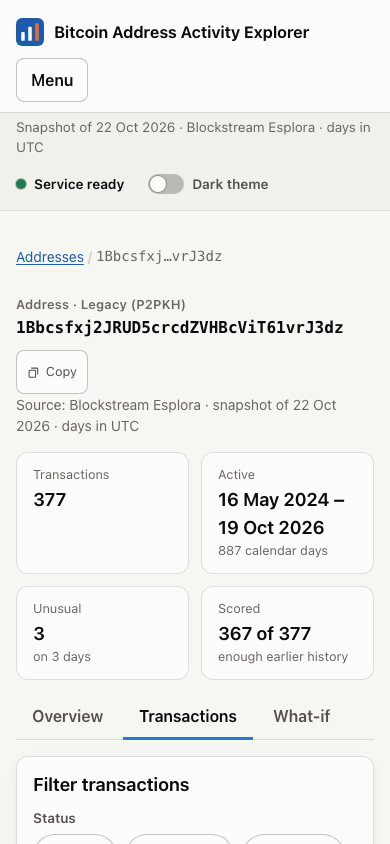 Bitcoin Address Activity Explorer
Menu
Snapshot of 22 Oct 2026 · Blockstream Esplora · days in
UTC
Service ready
Dark theme
Addresses / 1Bbcsfxj…vrJ3dz
Address · Legacy (P2PKH)
1Bbcsfxj2JRUD5crcdZVHBcViT61vrJ3dz
Copy
Source: Blockstream Esplora · snapshot of 22 Oct
2026 · days in UTC
Transactions
377
Active
16 May 2024 –
19 Oct 2026
887 calendar days
Unusual
3
on 3 days
Scored
367 of 377
enough earlier history
Overview
Transactions
What-if
Filter transactions
Status